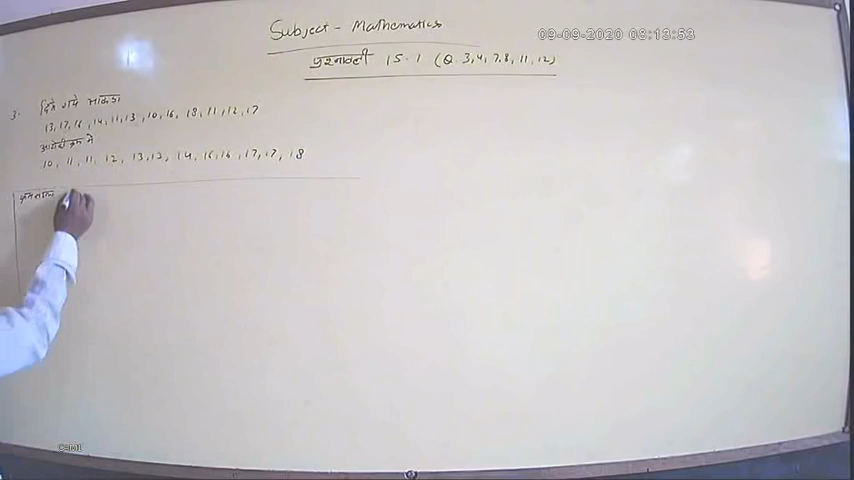 Subject - Mathematics
09-09-2020 08:13:53
प्रश्नावली 15.1 (Q.3,4,7,8,11,12)
3. दिये गये आंकडा
13,17,16,14,11,13,10,16,18,11,12,17
आरोही क्रम में
10, 11, 11, 12, 13,13, 14, 16,16, 17,17, 18
Cam1